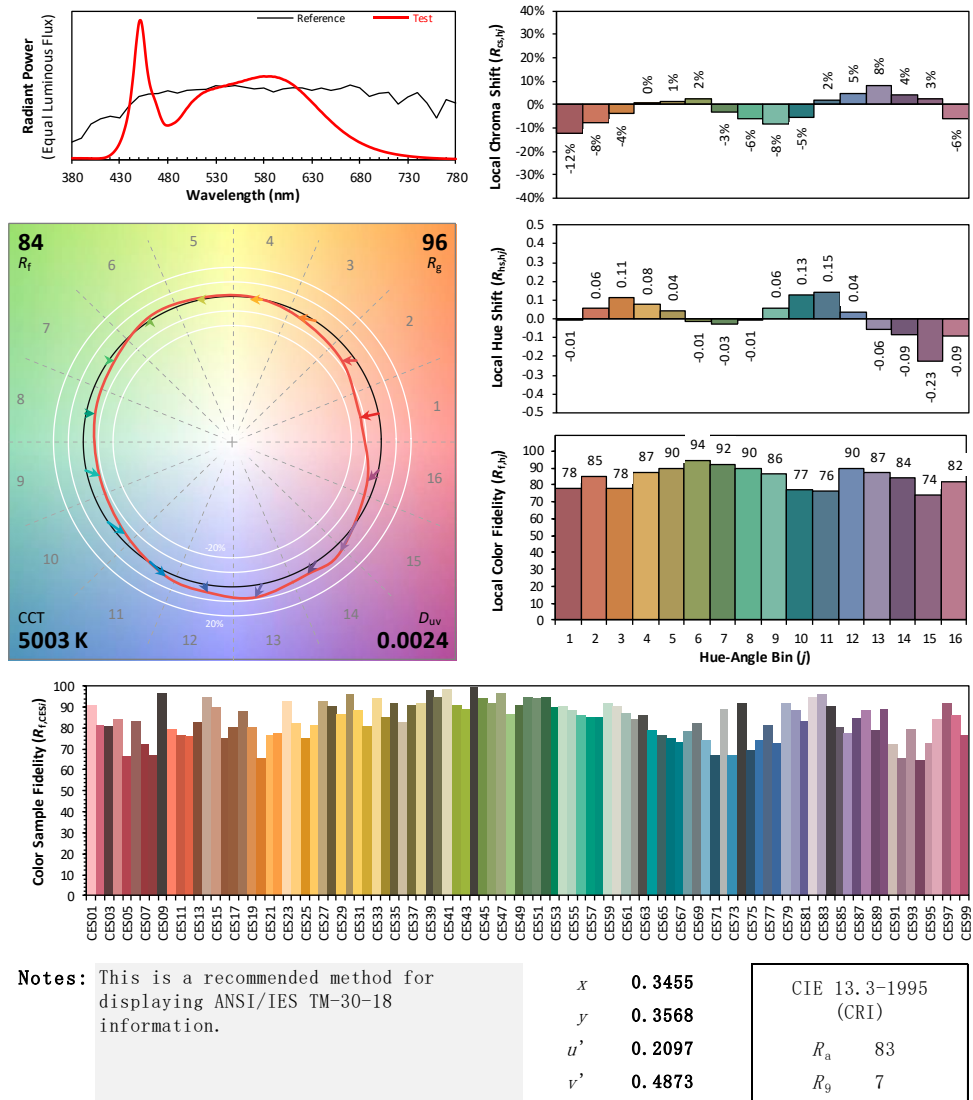 Reference
Test
Radiant Power
(Equal Luminous Flux)
380 430 480 530 580 630 680 730 780
Wavelength (nm)
Local Chroma Shift (Rcs,hj)
40%
30%
20%
10%
0%
-10%
-20%
-30%
-40%
-12% -8% -4% 0% 1% 2% -3% -6% -8% -5% 2% 5% 8% 4% 3% -6%
84
Rf
96
Rg
1 2 3 4 5 6 7 8 9 10 11 12 13 14 15 16
-20%
20%
CCT
5003 K
Duv
0.0024
Local Hue Shift (Rhs,hj)
0.5
0.4
0.3
0.2
0.1
0.0
-0.1
-0.2
-0.3
-0.4
-0.5
-0.01 0.06 0.11 0.08 0.04 -0.01 -0.03 -0.01 0.06 0.13 0.15 0.04 -0.06 -0.09 -0.23 -0.09
Local Color Fidelity (Rf,hj)
100
90
80
70
60
50
40
30
20
10
0
78 85 78 87 90 94 92 90 86 77 76 90 87 84 74 82
1 2 3 4 5 6 7 8 9 10 11 12 13 14 15 16
Hue-Angle Bin (j)
Color Sample Fidelity (Rf,CESi)
100
90
80
70
60
50
40
30
20
10
0
CES01 CES03 CES05 CES07 CES09 CES11 CES13 CES15 CES17 CES19 CES21 CES23 CES25 CES27 CES29 CES31 CES33 CES35 CES37 CES39 CES41 CES43 CES45 CES47 CES49 CES51 CES53 CES55 CES57 CES59 CES61 CES63 CES65 CES67 CES69 CES71 CES73 CES75 CES77 CES79 CES81 CES83 CES85 CES87 CES89 CES91 CES93 CES95 CES97 CES99
Notes: This is a recommended method for
displaying ANSI/IES TM-30-18
information.
x 0.3455
y 0.3568
u' 0.2097
v' 0.4873
CIE 13.3-1995
(CRI)
Ra 83
R9 7